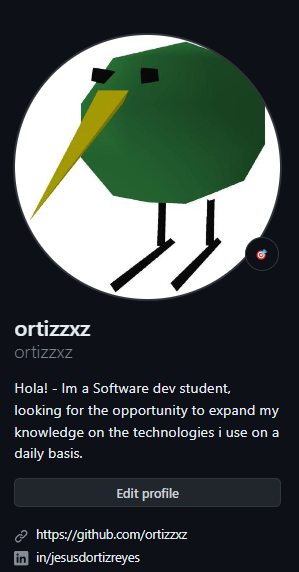 ortizzxz
ortizzxz
Hola! - Im a Software dev student,
looking for the opportunity to expand my
knowledge on the technologies i use on a
daily basis.
Edit profile
https://github.com/ortizzxz
in/jesusdortizreyes